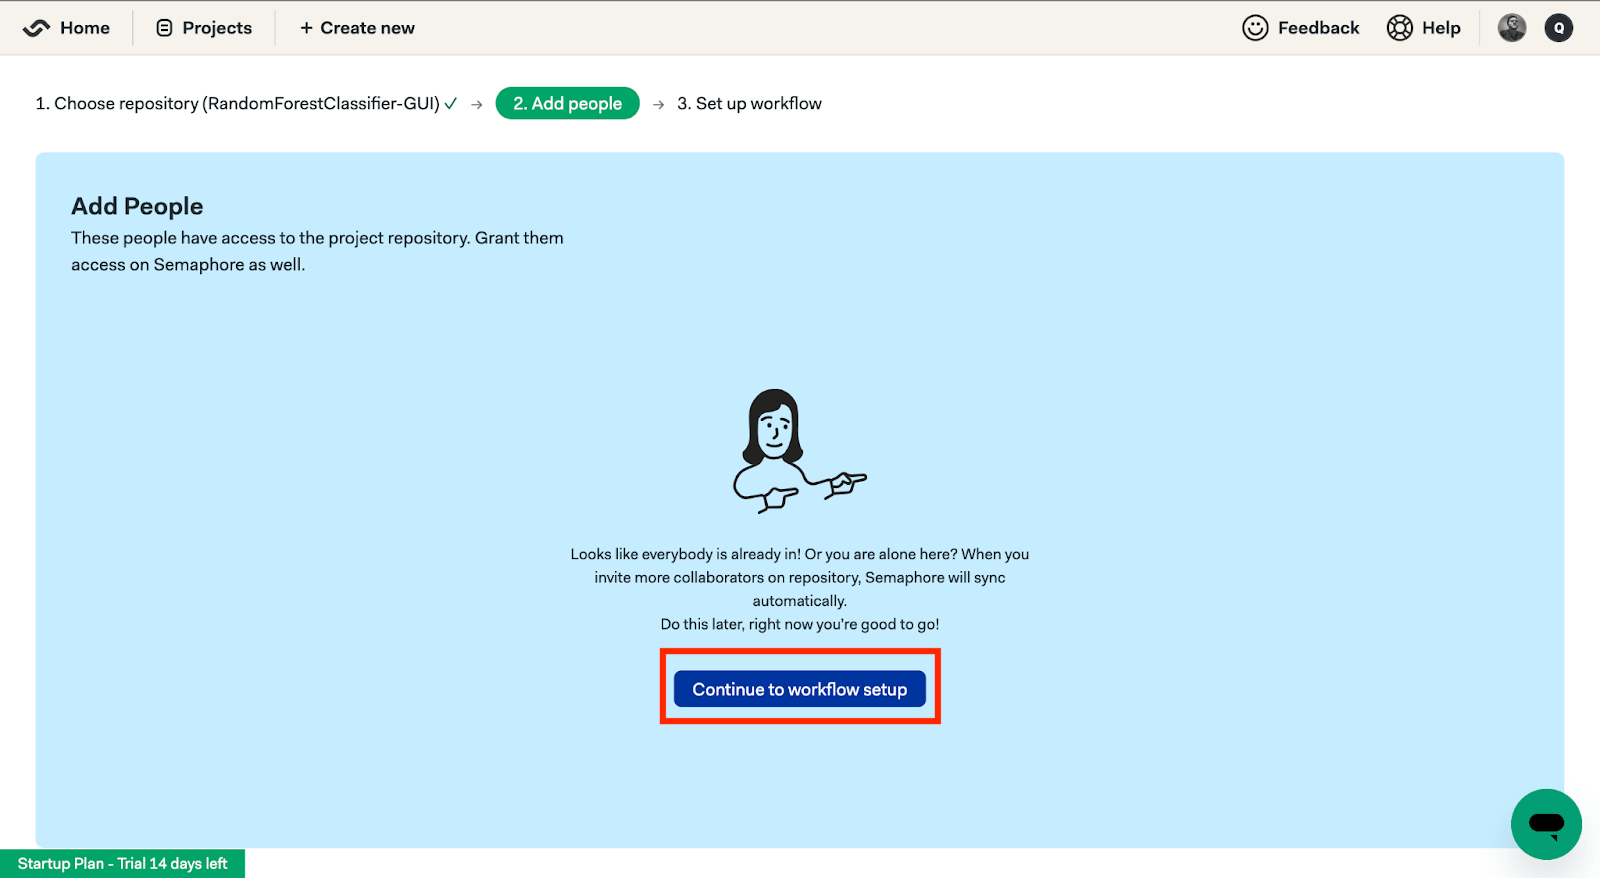 Home
Projects
+ Create new
Feedback
Help
Q
1. Choose repository (RandomForestClassifier-GUI) ✓ → 2. Add people → 3. Set up workflow
Add People
These people have access to the project repository. Grant them
access on Semaphore as well.
Looks like everybody is already in! Or you are alone here? When you
invite more collaborators on repository, Semaphore will sync
automatically.
Do this later, right now you’re good to go!
Continue to workflow setup
Startup Plan - Trial 14 days left